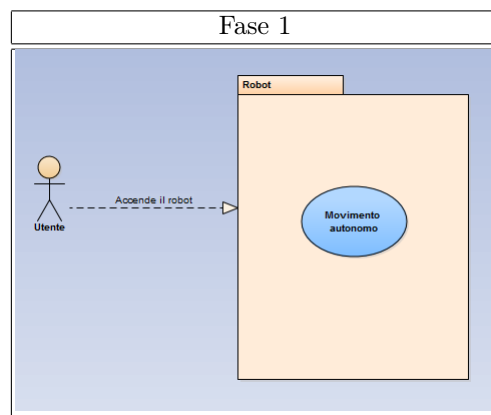 Fase 1
Robot
Accende il robot
Utente
Movimento
autonomo